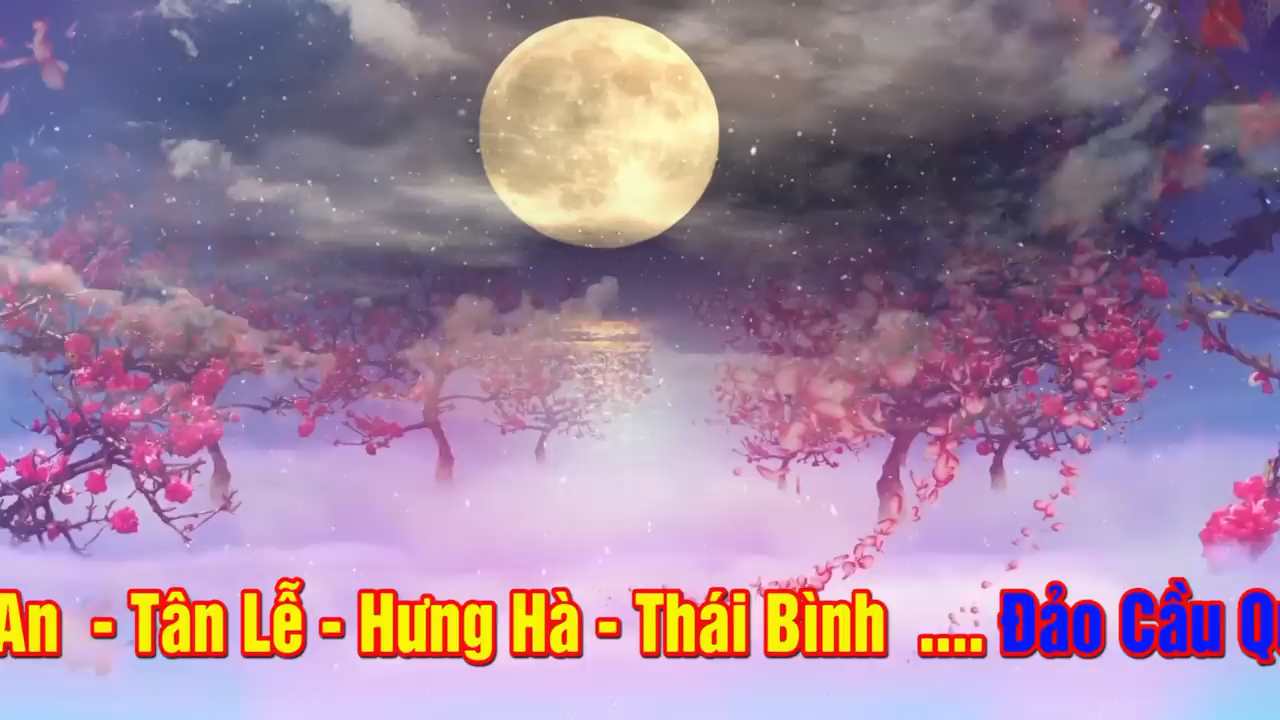 An - Tân Lễ - Hưng Hà - Thái Bình .... Đảo Cầu